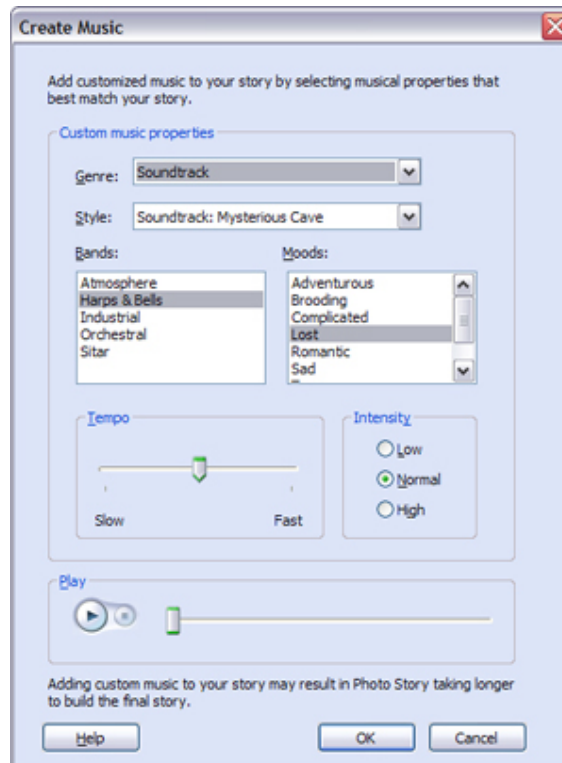 Create Music
Add customized music to your story by selecting musical properties that
best match your story.
Custom music properties
Genre: Soundtrack
Style: Soundtrack: Mysterious Cave
Bands: Moods:
Atmosphere
Harps & Bells
Industrial
Orchestral
Sitar
Adventurous
Brooding
Complicated
Lost
Romantic
Sad
Tempo
Slow Fast
Intensity
Low
Normal
High
Play
Adding custom music to your story may result in Photo Story taking longer
to build the final story.
Help OK Cancel